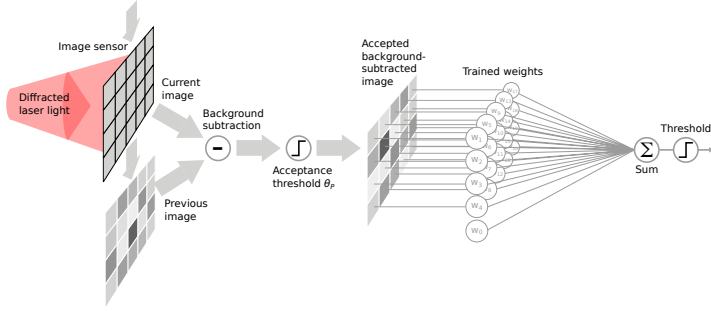 Image sensor
Diffracted
laser light
Current
image
Previous
image
Background
subtraction
-
Acceptance
threshold θP
Accepted
background-
subtracted
image
Trained weights
w1
w2
w3
w4
w0
Σ
Sum
Threshold